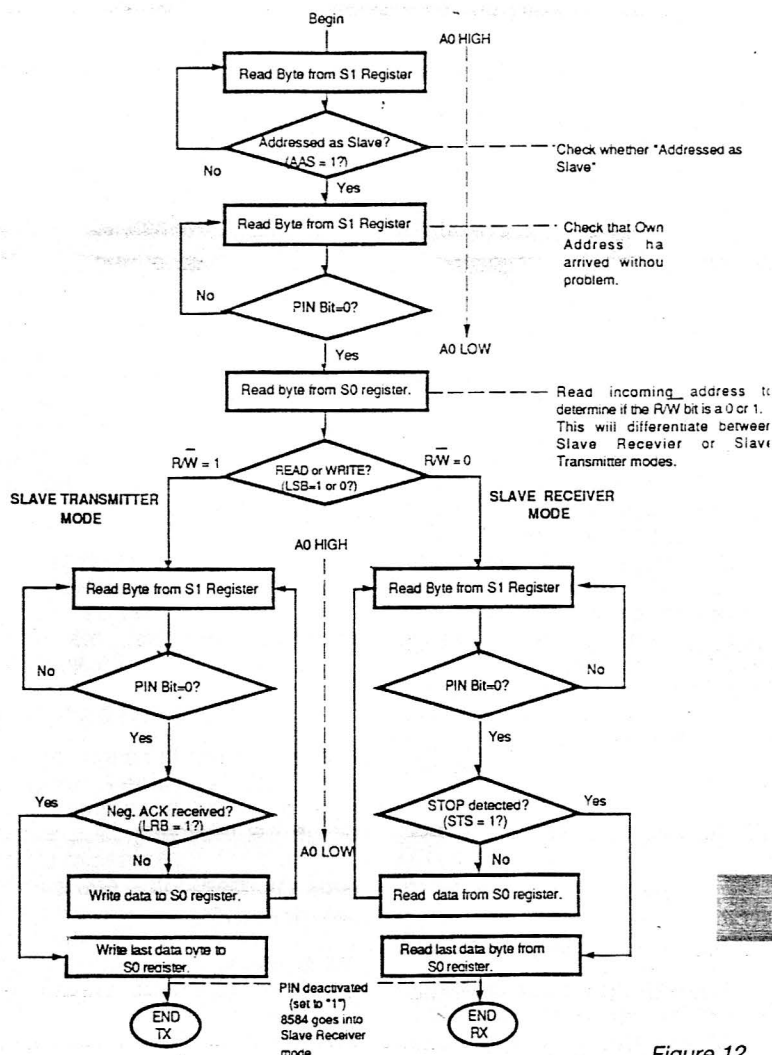 Begin
A0 HIGH
Read Byte from S1 Register
Addressed as Slave?
(AAS = 1?)
No
Check whether "Addressed as
Slave"
Yes
Read Byte from S1 Register
Check that Own
Address ha
arrived withou
problem.
No
PIN Bit=0?
Yes
A0 LOW
Read byte from S0 register.
Read incoming address to
determine if the R/W bit is a 0 or 1.
This will differentiate between
Slave Recevier or Slave
Transmitter modes.
R/W̅ = 1
READ or WRITE?
(LSB=1 or 0?)
R/W̅ = 0
SLAVE TRANSMITTER
MODE
SLAVE RECEIVER
MODE
A0 HIGH
Read Byte from S1 Register
Read Byte from S1 Register
No
PIN Bit=0?
PIN Bit=0?
No
Yes
Yes
Yes
Neg. ACK received?
(LRB = 1?)
STOP detected?
(STS = 1?)
Yes
A0 LOW
No
No
Write data to S0 register.
Read data from S0 register.
Write last data byte to
S0 register.
Read last data byte from
S0 register.
PIN deactivated
(set to "1")
8584 goes into
Slave Receiver
mode
END
TX
END
RX
Figure 12